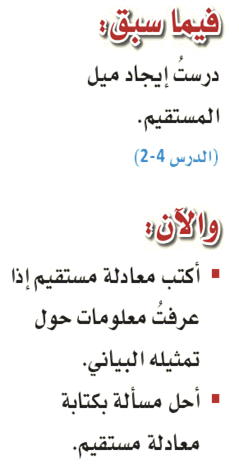 فيما سبق:
درستُ إيجاد ميل
المستقيم.
(الدرس 4-2)
والآن:
▪ أكتب معادلة مستقيم إذا
عرفتُ معلومات حول
تمثيله البياني.
▪ أحل مسألة بكتابة
معادلة مستقيم.